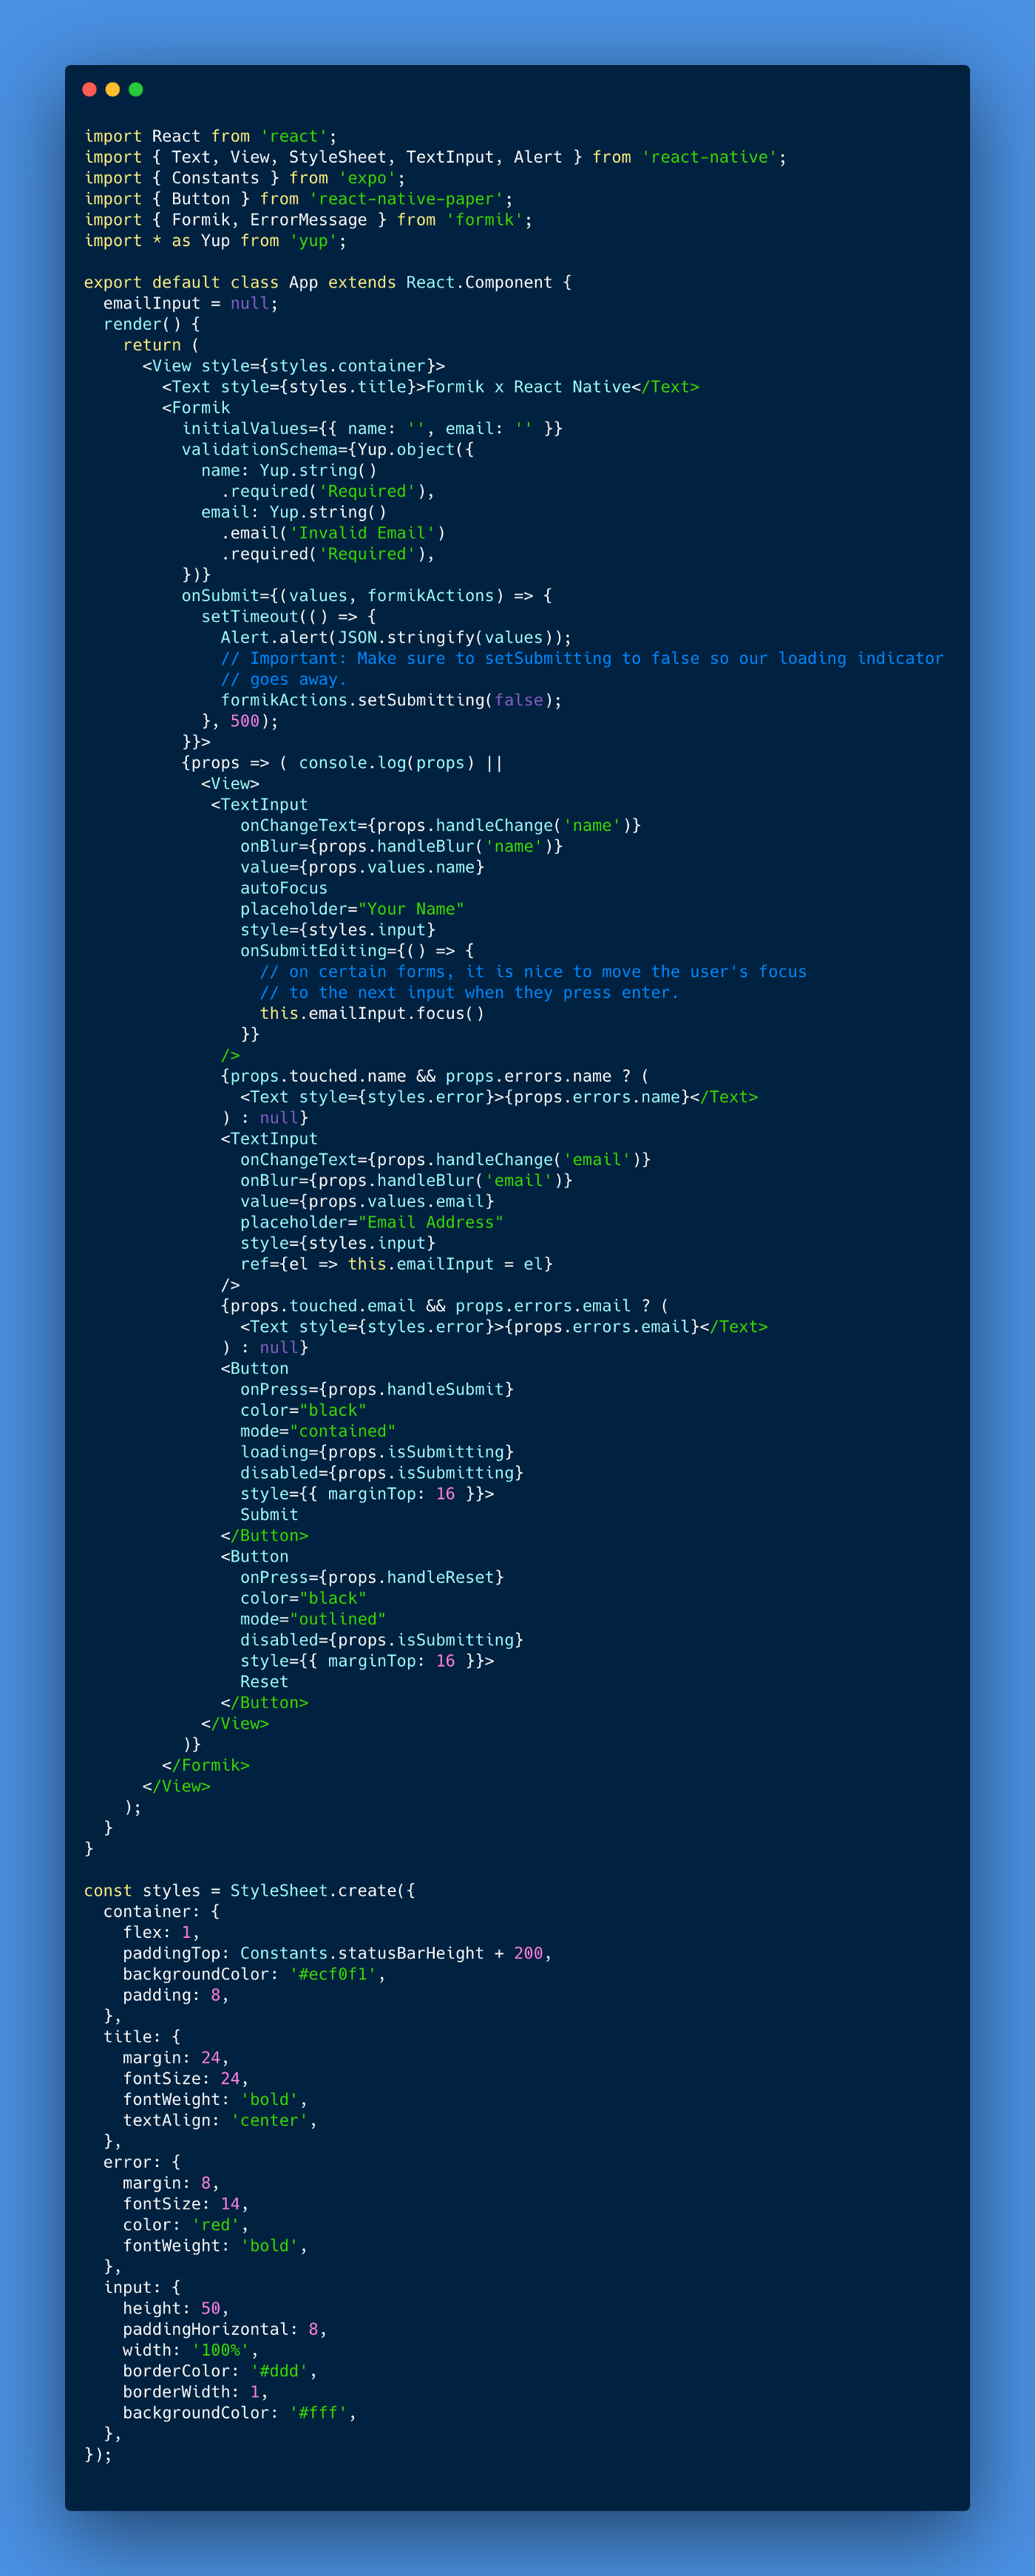 import React from 'react';
import { Text, View, StyleSheet, TextInput, Alert } from 'react-native';
import { Constants } from 'expo';
import { Button } from 'react-native-paper';
import { Formik, ErrorMessage } from 'formik';
import * as Yup from 'yup';

export default class App extends React.Component {
  emailInput = null;
  render() {
    return (
      <View style={styles.container}>
        <Text style={styles.title}>Formik x React Native</Text>
        <Formik
          initialValues={{ name: '', email: '' }}
          validationSchema={Yup.object({
            name: Yup.string()
              .required('Required'),
            email: Yup.string()
              .email('Invalid Email')
              .required('Required'),
          })}
          onSubmit={(values, formikActions) => {
            setTimeout(() => {
              Alert.alert(JSON.stringify(values));
              // Important: Make sure to setSubmitting to false so our loading indicator
              // goes away.
              formikActions.setSubmitting(false);
            }, 500);
          }}>
          {props => ( console.log(props) ||
            <View>
             <TextInput
                onChangeText={props.handleChange('name')}
                onBlur={props.handleBlur('name')}
                value={props.values.name}
                autoFocus
                placeholder="Your Name"
                style={styles.input}
                onSubmitEditing={() => {
                  // on certain forms, it is nice to move the user's focus
                  // to the next input when they press enter.
                  this.emailInput.focus()
                }}
              />
              {props.touched.name && props.errors.name ? (
                <Text style={styles.error}>{props.errors.name}</Text>
              ) : null}
              <TextInput
                onChangeText={props.handleChange('email')}
                onBlur={props.handleBlur('email')}
                value={props.values.email}
                placeholder="Email Address"
                style={styles.input}
                ref={el => this.emailInput = el}
              />
              {props.touched.email && props.errors.email ? (
                <Text style={styles.error}>{props.errors.email}</Text>
              ) : null}
              <Button
                onPress={props.handleSubmit}
                color="black"
                mode="contained"
                loading={props.isSubmitting}
                disabled={props.isSubmitting}
                style={{ marginTop: 16 }}>
                Submit
              </Button>
              <Button
                onPress={props.handleReset}
                color="black"
                mode="outlined"
                disabled={props.isSubmitting}
                style={{ marginTop: 16 }}>
                Reset
              </Button>
            </View>
          )}
        </Formik>
      </View>
    );
  }
}

const styles = StyleSheet.create({
  container: {
    flex: 1,
    paddingTop: Constants.statusBarHeight + 200,
    backgroundColor: '#ecf0f1',
    padding: 8,
  },
  title: {
    margin: 24,
    fontSize: 24,
    fontWeight: 'bold',
    textAlign: 'center',
  },
  error: {
    margin: 8,
    fontSize: 14,
    color: 'red',
    fontWeight: 'bold',
  },
  input: {
    height: 50,
    paddingHorizontal: 8,
    width: '100%',
    borderColor: '#ddd',
    borderWidth: 1,
    backgroundColor: '#fff',
  },
});